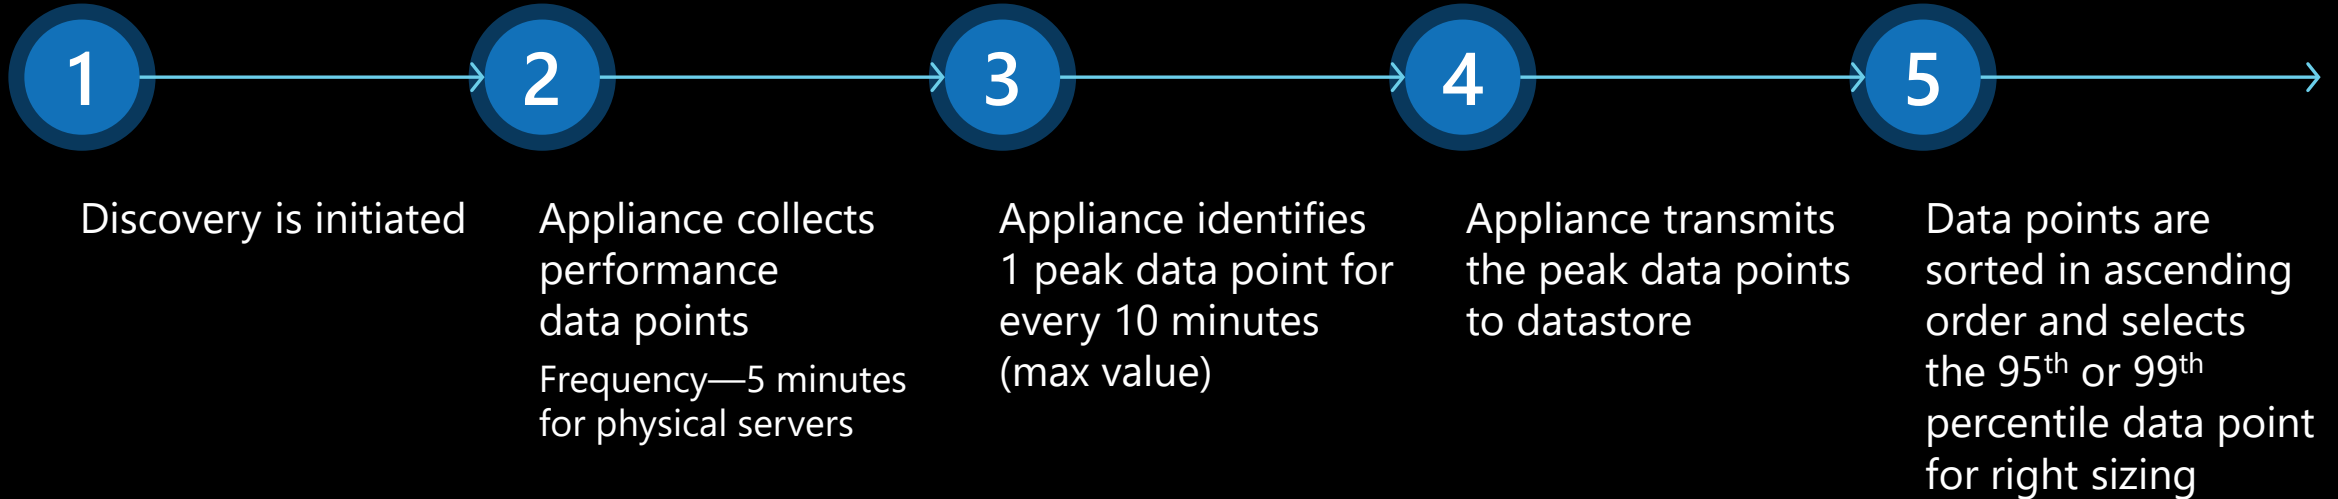 1
Discovery is initiated
2
Appliance collects
performance
data points
Frequency—5 minutes
for physical servers
3
Appliance identifies
1 peak data point for
every 10 minutes
(max value)
4
Appliance transmits
the peak data points
to datastore
5
Data points are
sorted in ascending
order and selects
the 95th or 99th
percentile data point
for right sizing